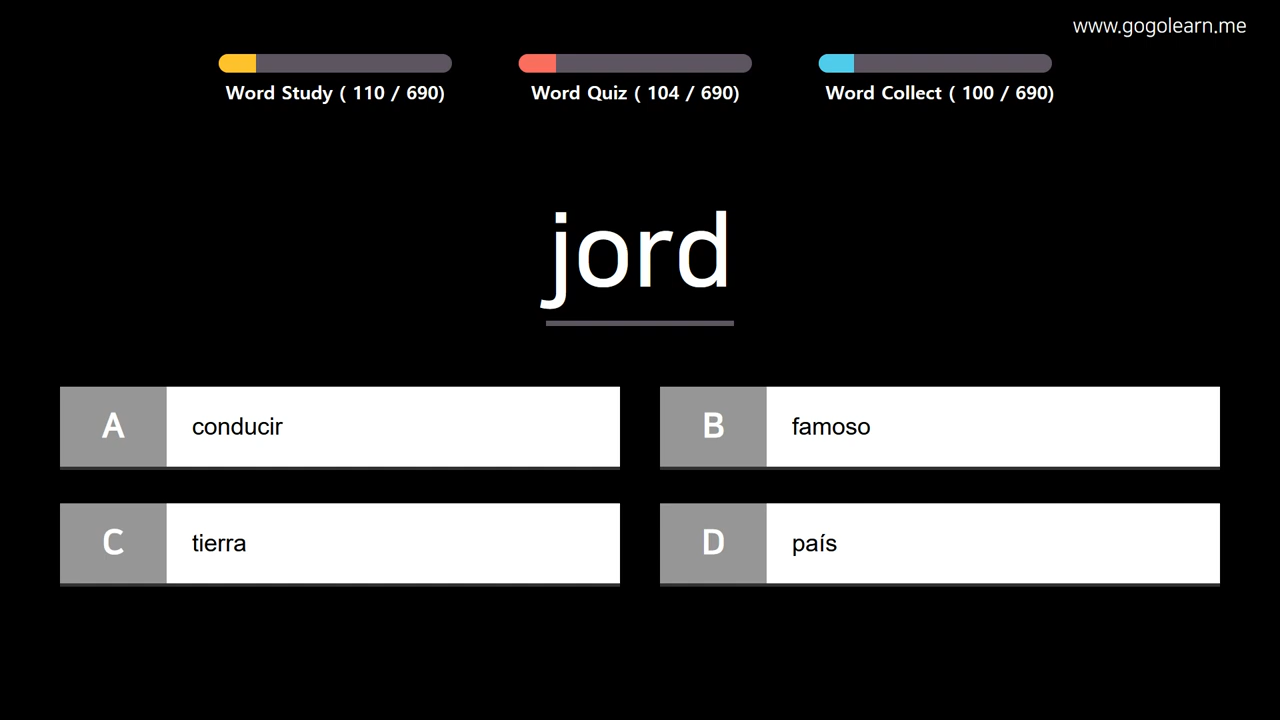 www.gogolearn.me
Word Study ( 110 / 690)
Word Quiz ( 104 / 690)
Word Collect ( 100 / 690)
jord
A conducir
B famoso
C tierra
D país